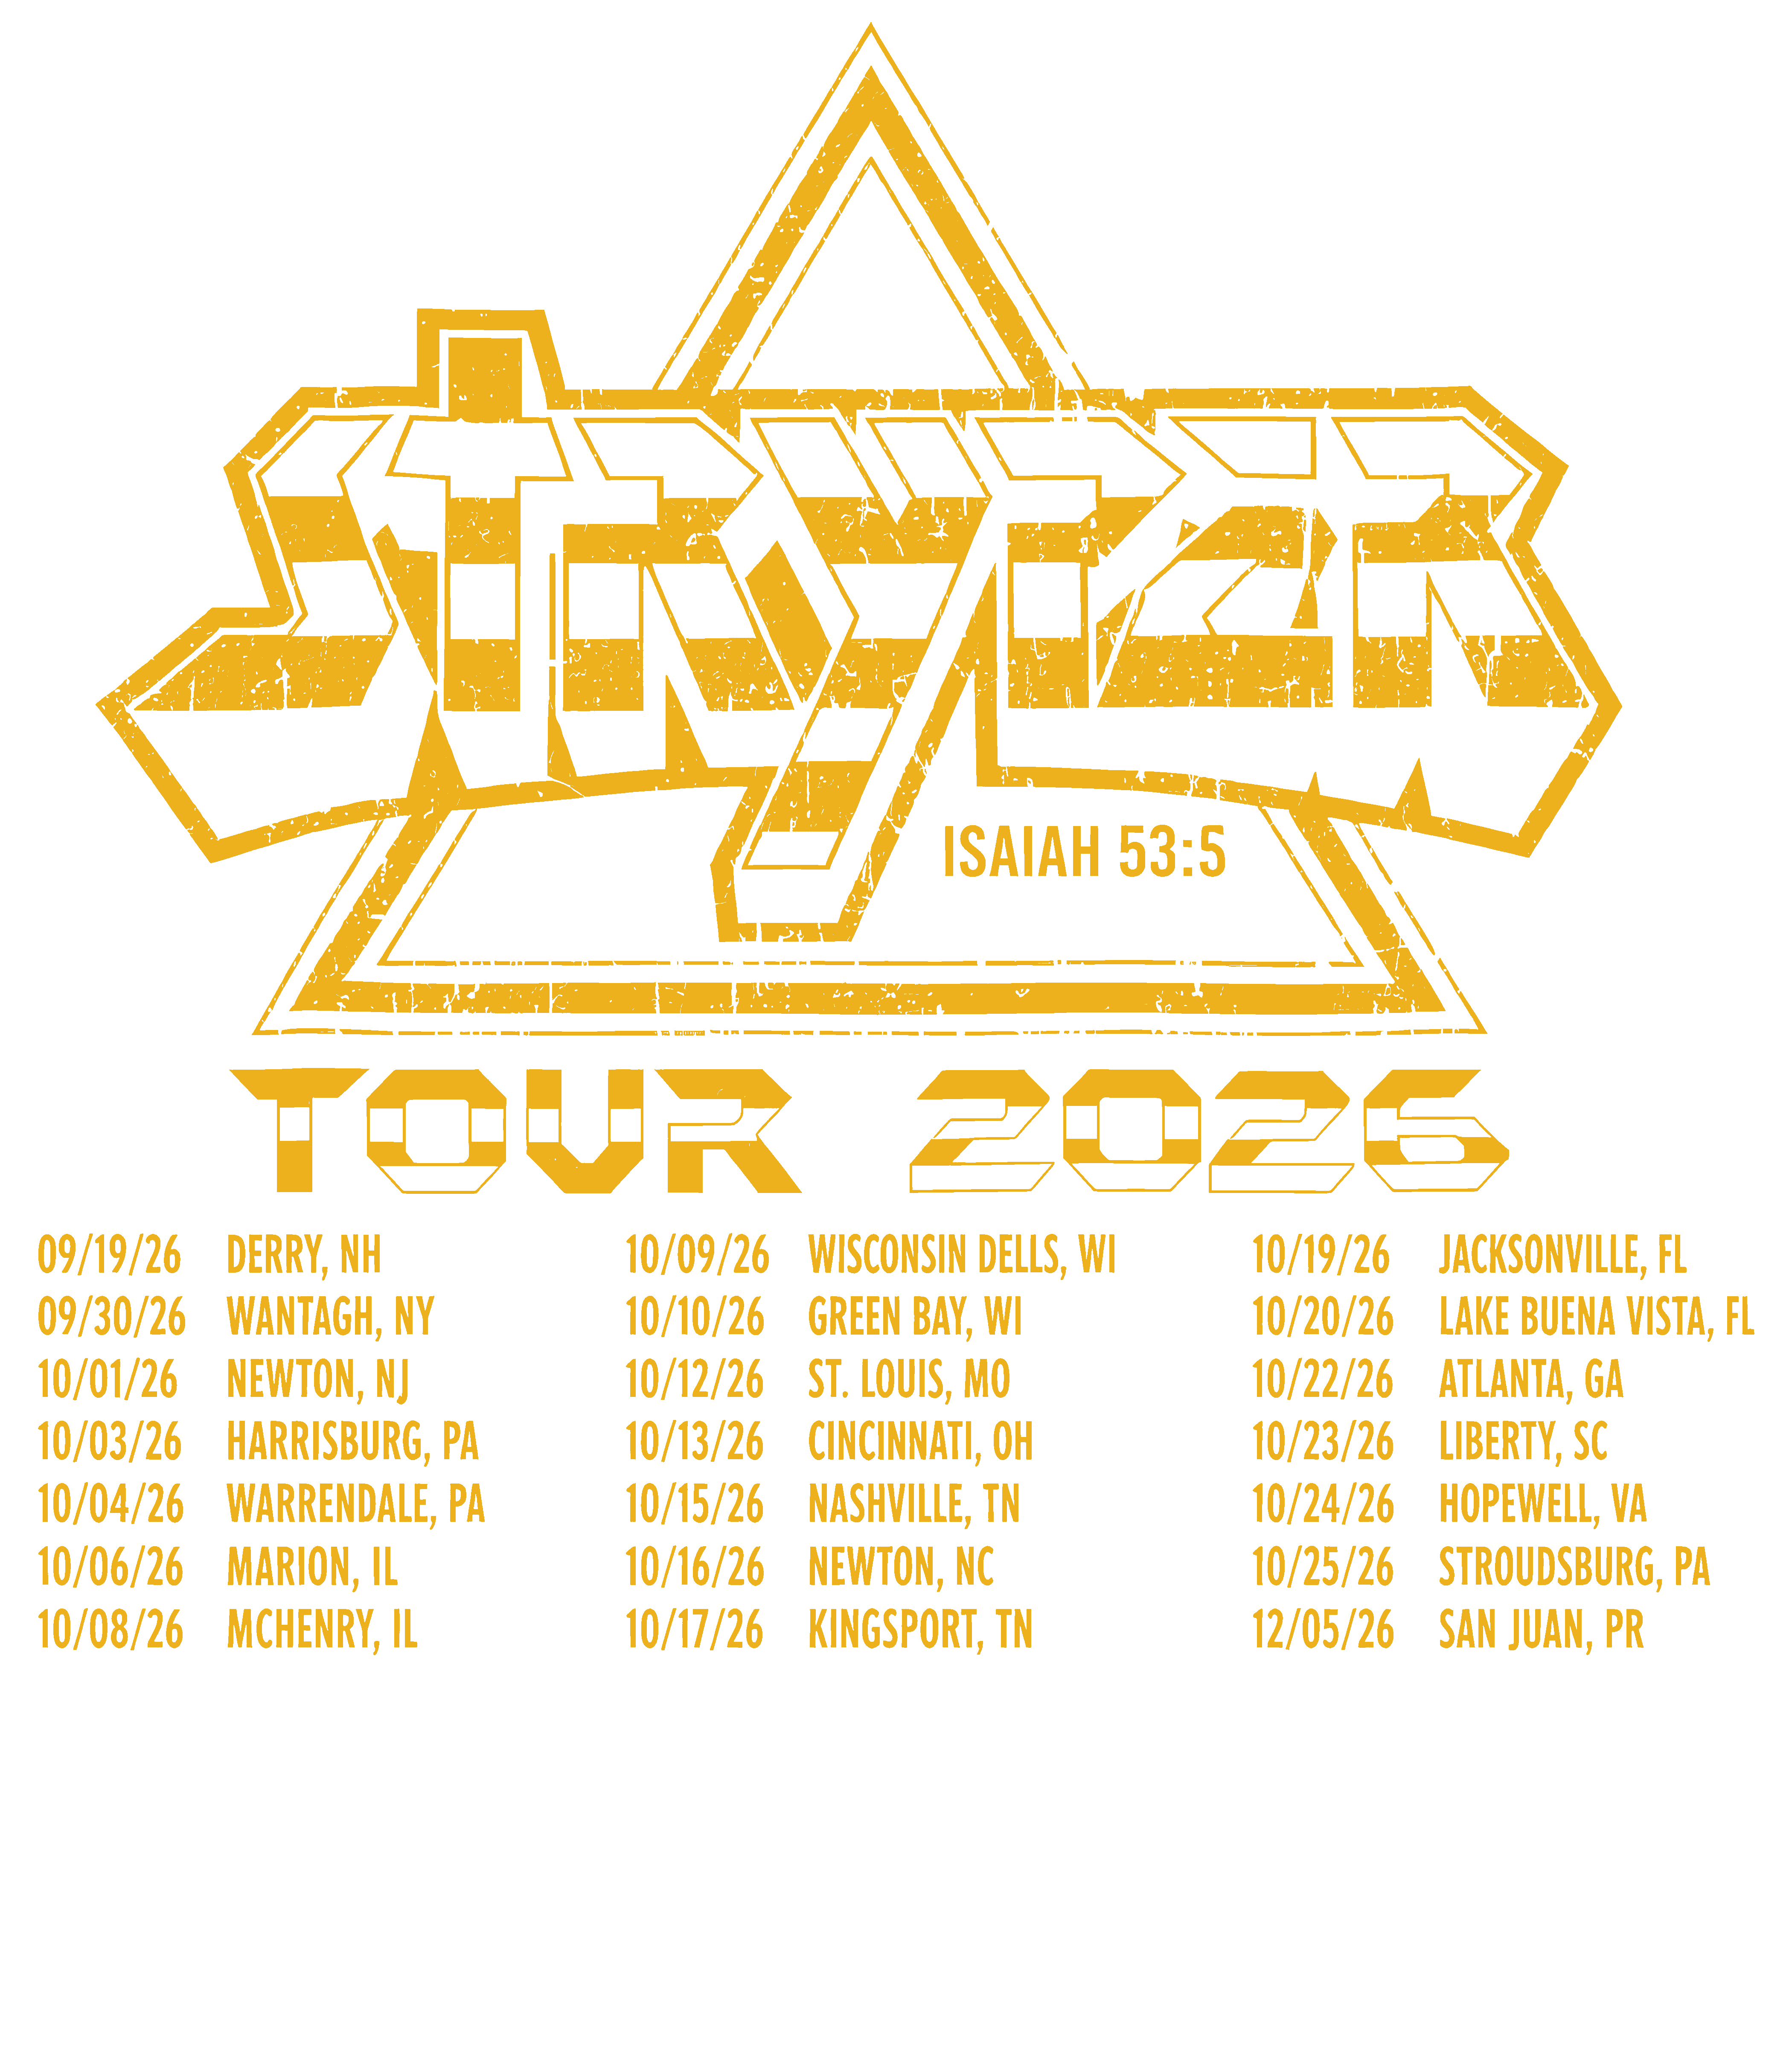 STRYPER
ISAIAH 53:5
TOUR 2026
09/19/26 DERRY, NH
09/30/26 WANTAGH, NY
10/01/26 NEWTON, NJ
10/03/26 HARRISBURG, PA
10/04/26 WARRENDALE, PA
10/06/26 MARION, IL
10/08/26 MCHENRY, IL
10/09/26 WISCONSIN DELLS, WI
10/10/26 GREEN BAY, WI
10/12/26 ST. LOUIS, MO
10/13/26 CINCINNATI, OH
10/15/26 NASHVILLE, TN
10/16/26 NEWTON, NC
10/17/26 KINGSPORT, TN
10/19/26 JACKSONVILLE, FL
10/20/26 LAKE BUENA VISTA, FL
10/22/26 ATLANTA, GA
10/23/26 LIBERTY, SC
10/24/26 HOPEWELL, VA
10/25/26 STROUDSBURG, PA
12/05/26 SAN JUAN, PR